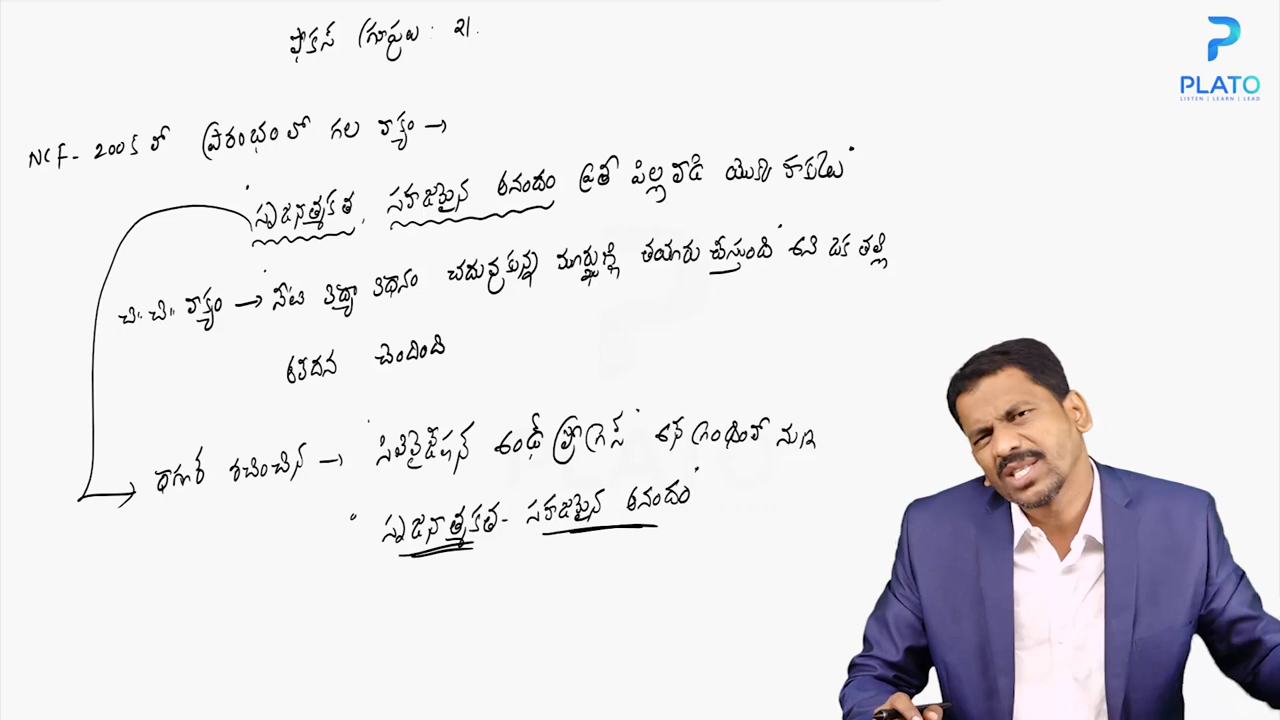 ఫోకస్ గ్రూపులు : 21.
PLATO
LISTEN | LEARN | LEAD
NCF - 2005 లో ప్రారంభంలో గల వాక్యం →
"సృజనాత్మకత, సహజమైన ఆనందం ప్రతి పిల్లవాడి యొక్క కాకులు"
చి.చి. వాక్యం → "నేటి విద్యా విధానం చదువుకున్న మూర్ఖుణ్ణి తయారు చేస్తుంది" అని ఒక తల్లి
ఆవేదన చెందింది
ఠాగూర్ రచించిన → "సివిలైజేషన్ అండ్ ప్రోగ్రెస్" అనే గ్రంథంలో నుండి
"సృజనాత్మకత - సహజమైన ఆనందం"